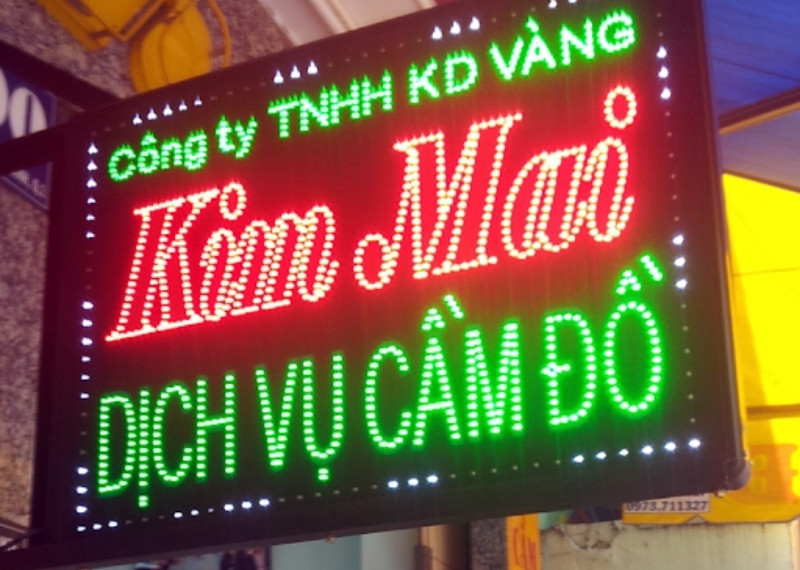 Công ty TNHH KD VÀNG
Kim Mai
DỊCH VỤ CẦM ĐỒ
0973.711327